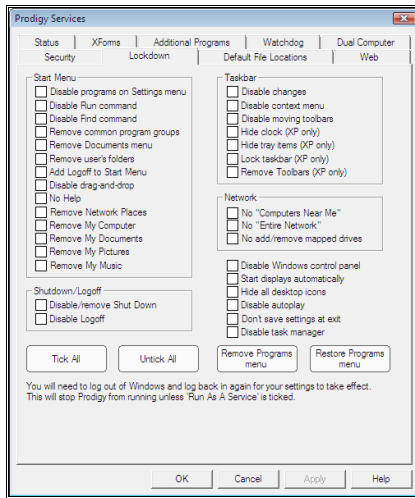 Prodigy Services
Status XForms Additional Programs Watchdog Dual Computer
Security Lockdown Default File Locations Web
Start Menu
Disable programs on Settings menu
Disable Run command
Disable Find command
Remove common program groups
Remove Documents menu
Remove user's folders
Add Logoff to Start Menu
Disable drag-and-drop
No Help
Remove Network Places
Remove My Computer
Remove My Documents
Remove My Pictures
Remove My Music
Shutdown/Logoff
Disable/remove Shut Down
Disable Logoff
Taskbar
Disable changes
Disable context menu
Disable moving toolbars
Hide clock (XP only)
Hide tray items (XP only)
Lock taskbar (XP only)
Remove Toolbars (XP only)
Network
No "Computers Near Me"
No "Entire Network"
No add/remove mapped drives
Disable Windows control panel
Start displays automatically
Hide all desktop icons
Disable autoplay
Don't save settings at exit
Disable task manager
Tick All
Untick All
Remove Programs
menu
Restore Programs
menu
You will need to log out of Windows and log back in again for your settings to take effect.
This will stop Prodigy from running unless 'Run As A Service' is ticked.
OK Cancel Apply Help